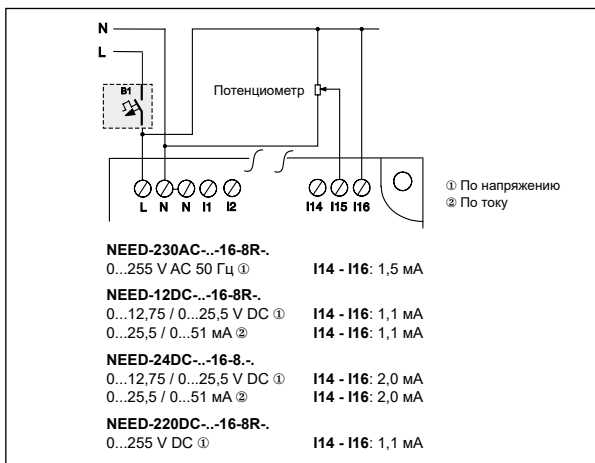 N
L
B1
Потенциометр
L N N I1 I2 I14 I15 I16
① По напряжению
② По току
NEED-230AC-..-16-8R-.
0...255 V AC 50 Гц ① I14 - I16: 1,5 мА
NEED-12DC-..-16-8R-.
0...12,75 / 0...25,5 V DC ① I14 - I16: 1,1 мА
0...25,5 / 0...51 мА ② I14 - I16: 1,1 мА
NEED-24DC-..-16-8.-.
0...12,75 / 0...25,5 V DC ① I14 - I16: 2,0 мА
0...25,5 / 0...51 мА ② I14 - I16: 2,0 мА
NEED-220DC-..-16-8R-.
0...255 V DC ① I14 - I16: 1,1 мА